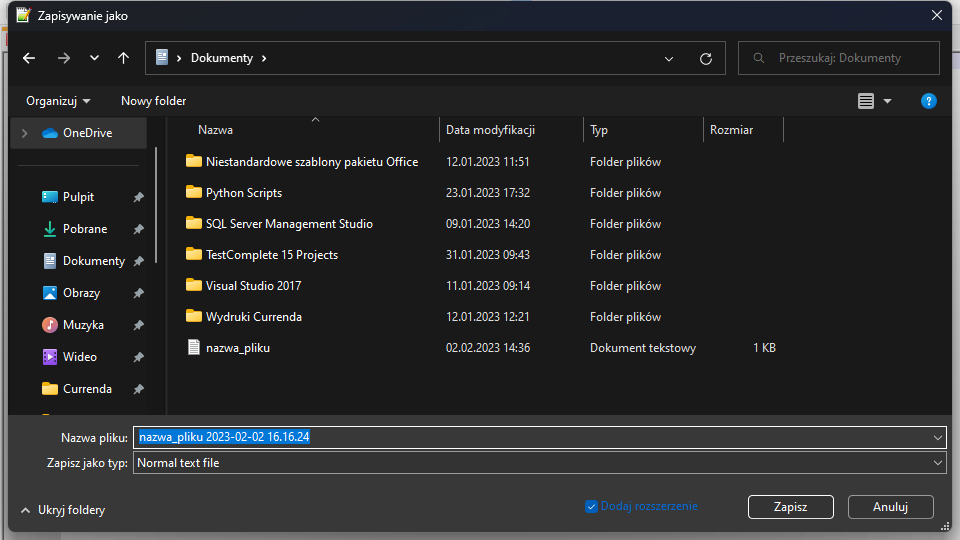 Zapisywanie jako
Dokumenty
Przeszukaj: Dokumenty
Organizuj
Nowy folder
?
OneDrive
Pulpit
Pobrane
Dokumenty
Obrazy
Muzyka
Wideo
Currenda
Nazwa Data modyfikacji Typ Rozmiar
Niestandardowe szablony pakietu Office 12.01.2023 11:51 Folder plików
Python Scripts 23.01.2023 17:32 Folder plików
SQL Server Management Studio 09.01.2023 14:20 Folder plików
TestComplete 15 Projects 31.01.2023 09:43 Folder plików
Visual Studio 2017 11.01.2023 09:14 Folder plików
Wydruki Currenda 12.01.2023 12:21 Folder plików
nazwa_pliku 02.02.2023 14:36 Dokument tekstowy 1 KB
Nazwa pliku: nazwa_pliku 2023-02-02 16.16.24
Zapisz jako typ: Normal text file
Ukryj foldery
Dodaj rozszerzenie
Zapisz
Anuluj